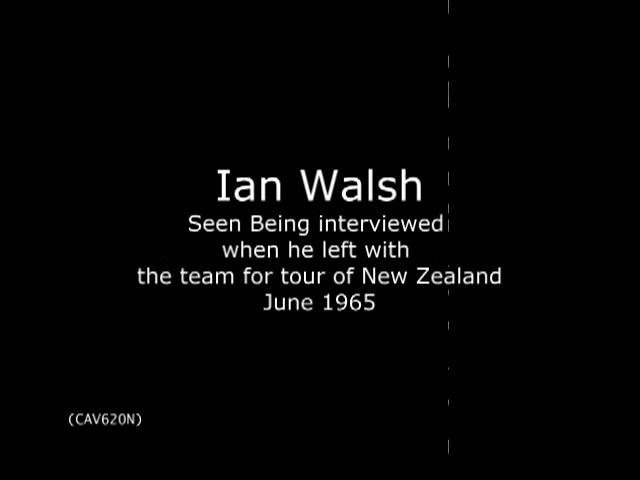 Ian Walsh
Seen Being interviewed
when he left with
the team for tour of New Zealand
June 1965
(CAV620N)